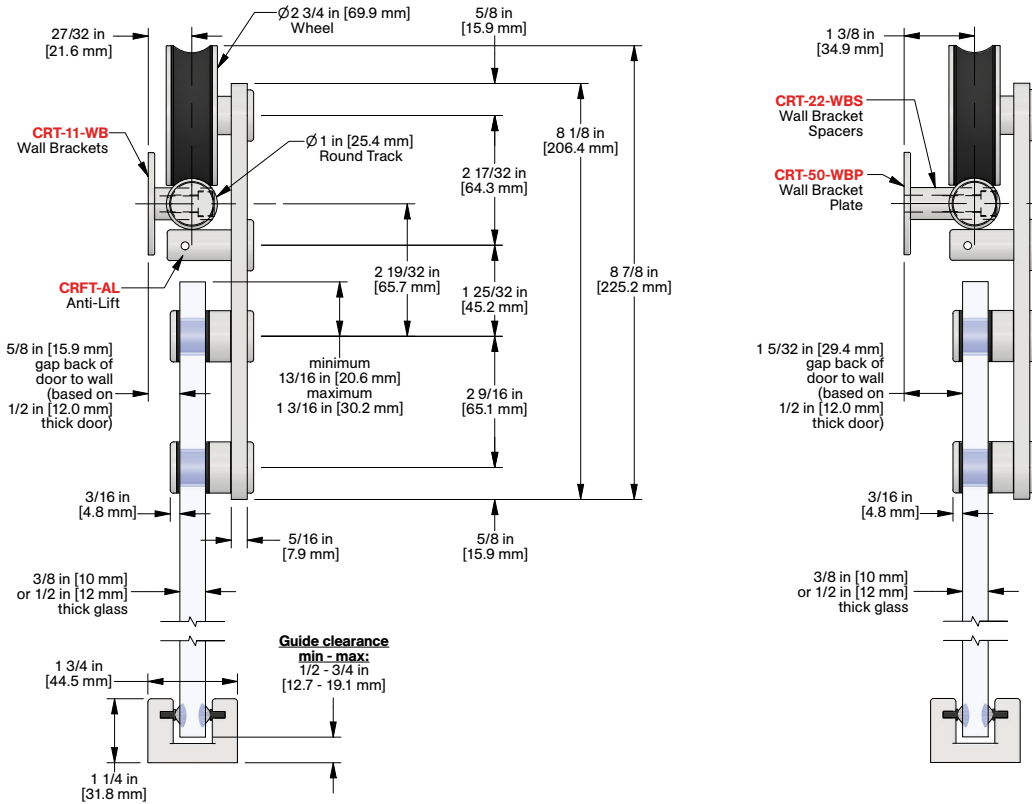 27/32 in
[21.6 mm]
Ø2 3/4 in [69.9 mm]
Wheel
5/8 in
[15.9 mm]
CRT-11-WB
Wall Brackets
Ø 1 in [25.4 mm]
Round Track
8 1/8 in
[206.4 mm]
2 17/32 in
[64.3 mm]
2 19/32 in
[65.7 mm]
8 7/8 in
[225.2 mm]
CRFT-AL
Anti-Lift
1 25/32 in
[45.2 mm]
5/8 in [15.9 mm]
gap back of
door to wall
(based on
1/2 in [12.0 mm]
thick door)
minimum
13/16 in [20.6 mm]
maximum
1 3/16 in [30.2 mm]
2 9/16 in
[65.1 mm]
3/16 in
[4.8 mm]
5/16 in
[7.9 mm]
5/8 in
[15.9 mm]
3/8 in [10 mm]
or 1/2 in [12 mm]
thick glass
Guide clearance
min - max:
1/2 - 3/4 in
[12.7 - 19.1 mm]
1 3/4 in
[44.5 mm]
1 1/4 in
[31.8 mm]
1 3/8 in
[34.9 mm]
CRT-22-WBS
Wall Bracket
Spacers
CRT-50-WBP
Wall Bracket
Plate
1 5/32 in [29.4 mm]
gap back of
door to wall
(based on
1/2 in [12.0 mm]
thick door)
3/16 in
[4.8 mm]
3/8 in [10 mm]
or 1/2 in [12 mm]
thick glass